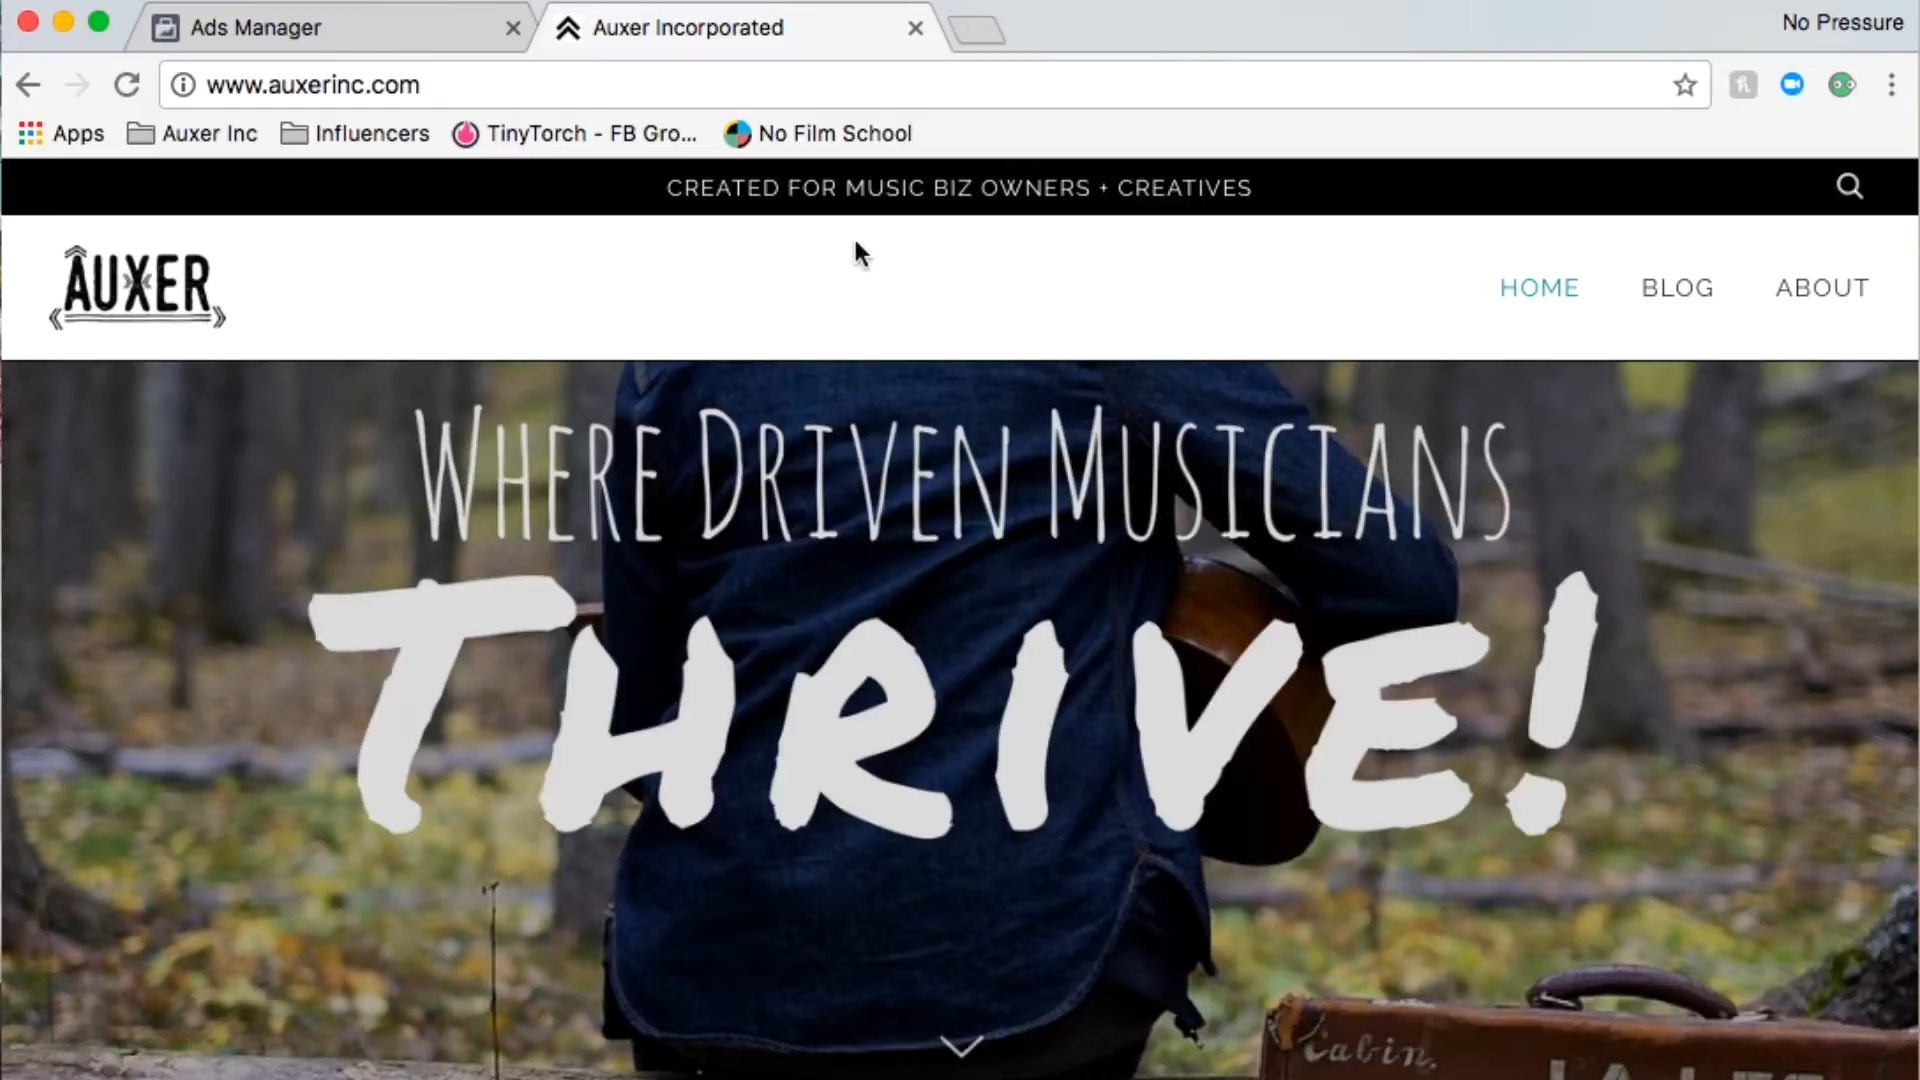 Ads Manager
Auxer Incorporated
No Pressure
www.auxerinc.com
Apps
Auxer Inc
Influencers
TinyTorch - FB Gro...
No Film School
CREATED FOR MUSIC BIZ OWNERS + CREATIVES
AUXER
HOME
BLOG
ABOUT
WHERE DRIVEN MUSICIANS
THRIVE!
Cabin.